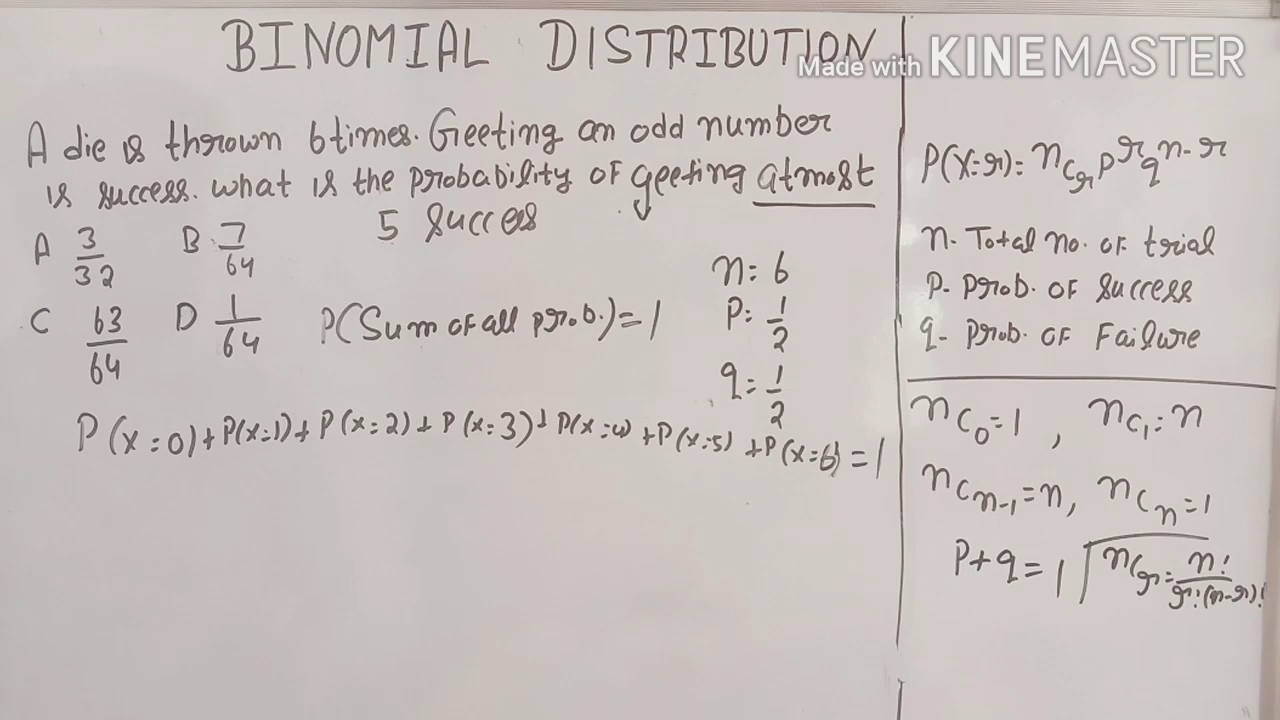 BINOMIAL DISTRIBUTION
Made with KINEMASTER
A die is thrown 6 times. Geeting an odd number
is success. what is the probability of geeting atmost
5 succes
A 3/32 B 7/64
C 63/64 D 1/64
P(Sum of all prob.) = 1
n = 6
P = 1/2
q = 1/2
P(x=0) + P(x=1) + P(x=2) + P(x=3) + P(x=4) + P(x=5) + P(x=6) = 1
P(X=r) = nCr p^r q^n-r
n. Total no. of trial
P- Prob. of success
q- Prob. of Failure
nC0 = 1 , nC1 = n
nCn-1 = n, nCn = 1
P+q = 1 nCr = n!/r!(n-r)!